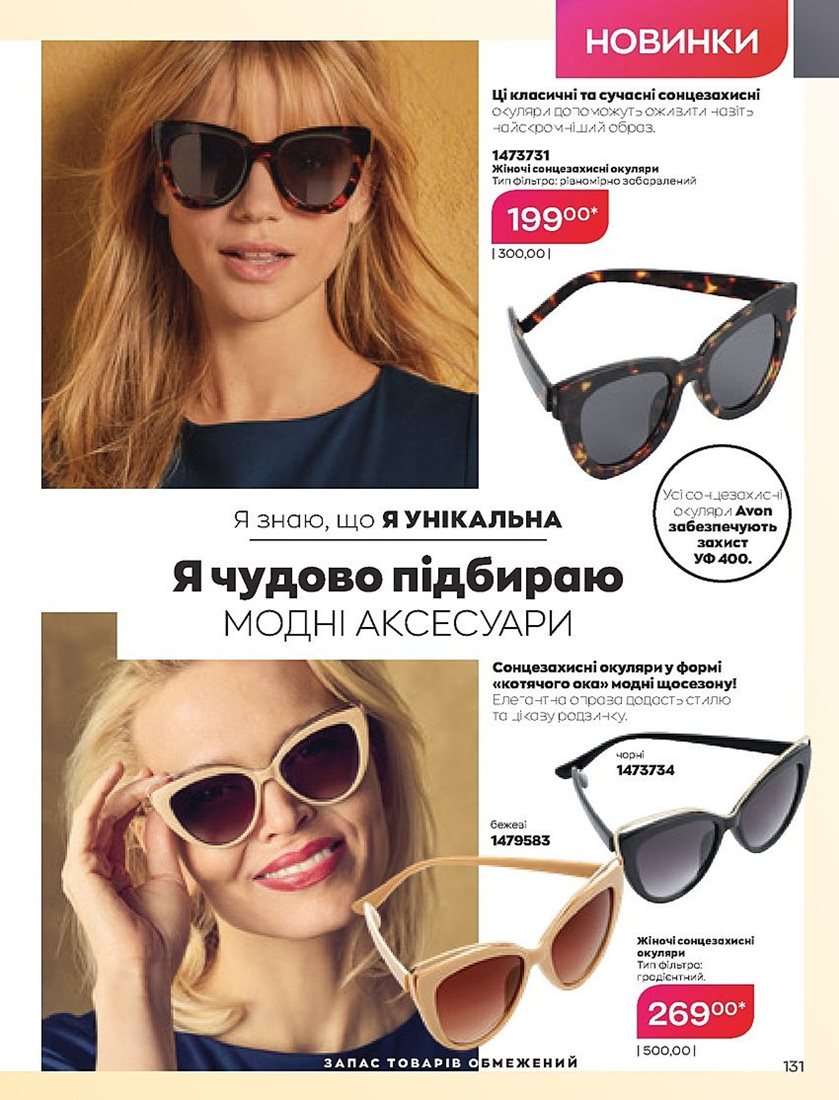 НОВИНКИ
Ці класичні та сучасні сонцезахисні
окуляри допоможуть оживити навіть
найскромніший образ.
1473731
Жіночі сонцезахисні окуляри
Тип фільтра: рівномірно забарвлений
199⁰⁰*
| 300,00 |
Усі сонцезахисні
окуляри Avon
забезпечують
захист
УФ 400.
Я знаю, що Я УНІКАЛЬНА
Я чудово підбираю
МОДНІ АКСЕСУАРИ
Сонцезахисні окуляри у формі
«котячого ока» модні щосезону!
Елегантна оправа додасть стилю
та цікаву родзинку.
чорні
1473734
бежеві
1479583
Жіночі сонцезахисні
окуляри
Тип фільтра:
градієнтний.
269⁰⁰*
| 500,00 |
ЗАПАС ТОВАРІВ ОБМЕЖЕНИЙ
131